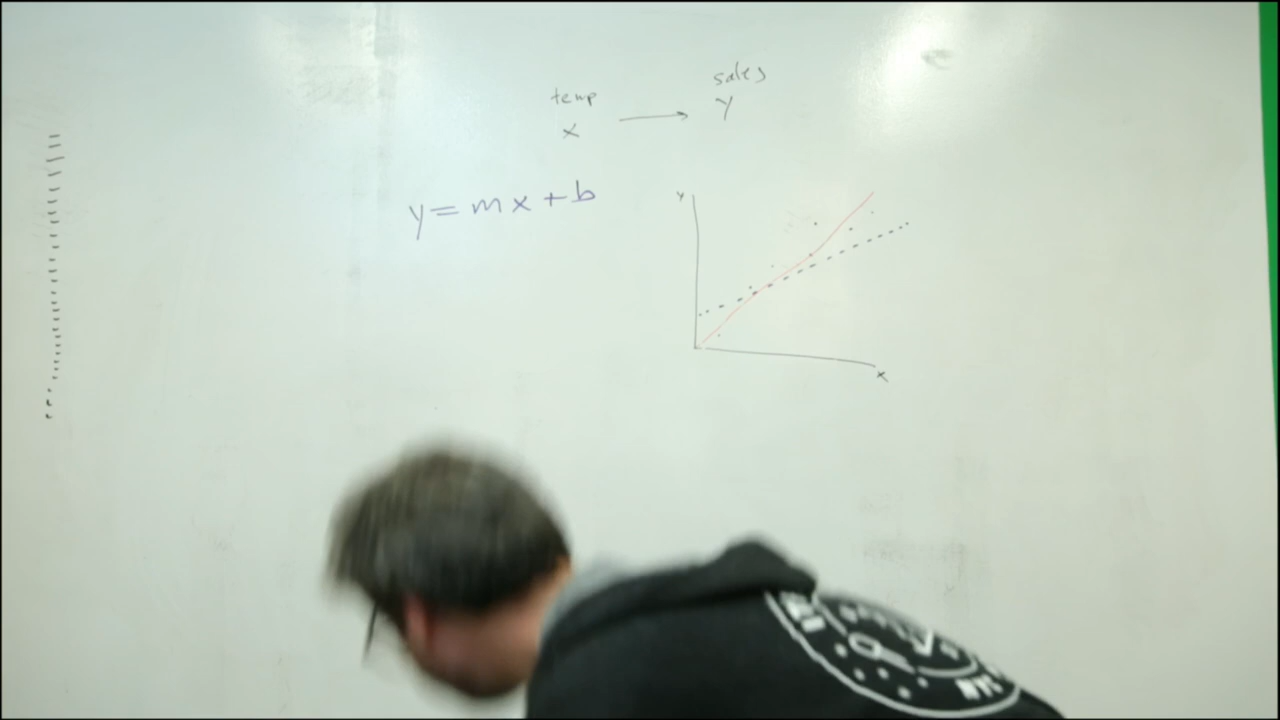 temp
x
sales
y
y = mx + b
y
x